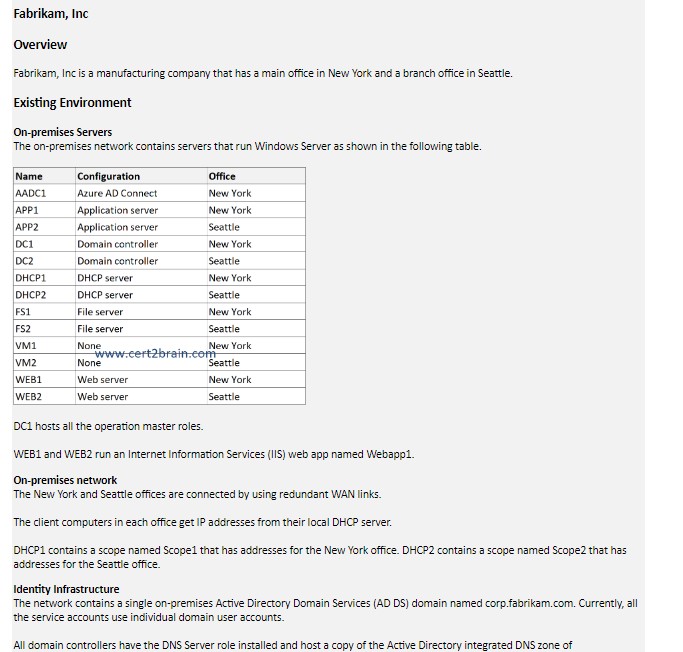 Fabrikam, Inc
Overview
Fabrikam, Inc is a manufacturing company that has a main office in New York and a branch office in Seattle.
Existing Environment
On-premises Servers
The on-premises network contains servers that run Windows Server as shown in the following table.
Name Configuration Office
AADC1 Azure AD Connect New York
APP1 Application server New York
APP2 Application server Seattle
DC1 Domain controller New York
DC2 Domain controller Seattle
DHCP1 DHCP server New York
DHCP2 DHCP server Seattle
FS1 File server New York
FS2 File server Seattle
VM1 None New York
www.cert2brain.com
VM2 None Seattle
WEB1 Web server New York
WEB2 Web server Seattle
DC1 hosts all the operation master roles.
WEB1 and WEB2 run an Internet Information Services (IIS) web app named Webapp1.
On-premises network
The New York and Seattle offices are connected by using redundant WAN links.
The client computers in each office get IP addresses from their local DHCP server.
DHCP1 contains a scope named Scope1 that has addresses for the New York office. DHCP2 contains a scope named Scope2 that has
addresses for the Seattle office.
Identity Infrastructure
The network contains a single on-premises Active Directory Domain Services (AD DS) domain named corp.fabrikam.com. Currently, all
the service accounts use individual domain user accounts.
All domain controllers have the DNS Server role installed and host a copy of the Active Directory integrated DNS zone of